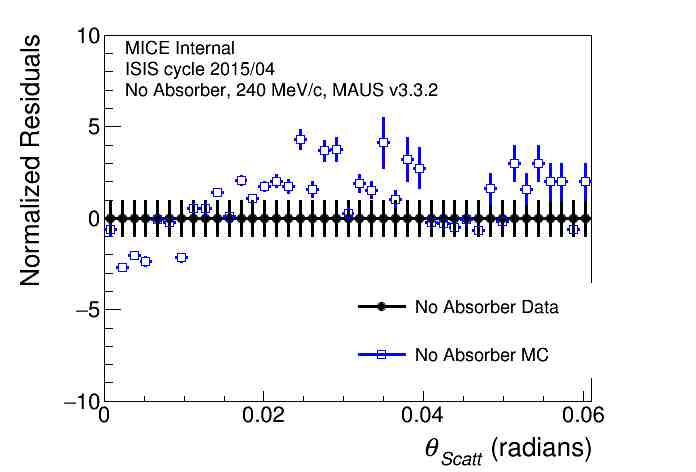 10
MICE Internal
ISIS cycle 2015/04
No Absorber, 240 MeV/c, MAUS v3.3.2
5
Normalized Residuals
0
−5
No Absorber Data
No Absorber MC
−10
0 0.02 0.04 0.06
θScatt (radians)